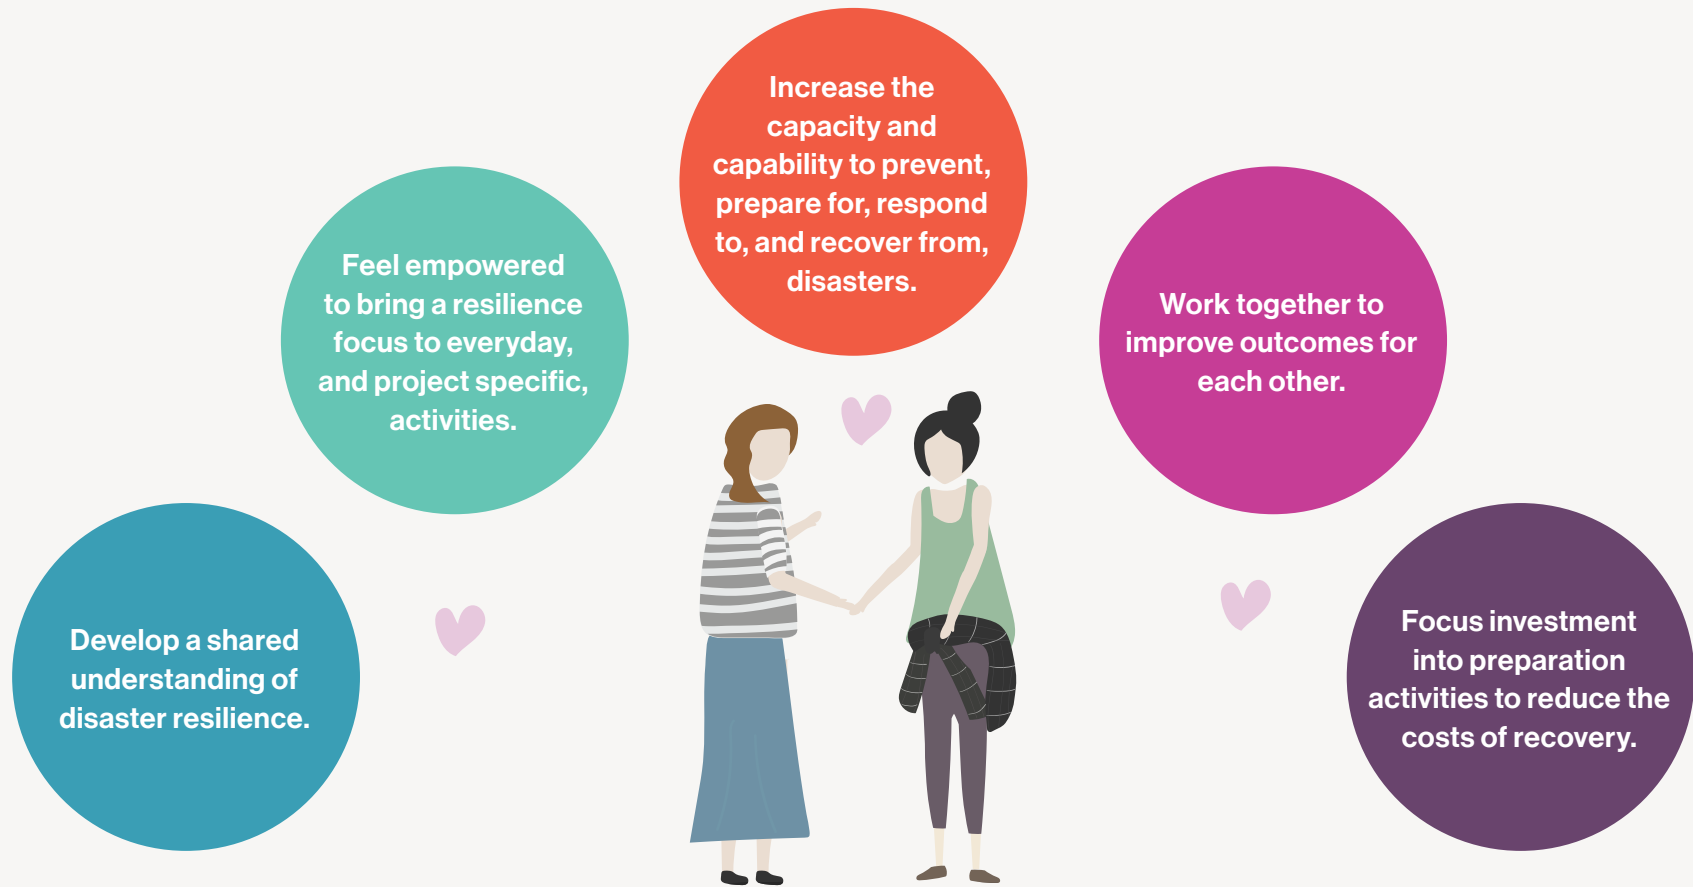 Increase the
capacity and
capability to prevent,
prepare for, respond
to, and recover from,
disasters.
Feel empowered
to bring a resilience
focus to everyday,
and project specific,
activities.
Work together to
improve outcomes for
each other.
Develop a shared
understanding of
disaster resilience.
Focus investment
into preparation
activities to reduce the
costs of recovery.